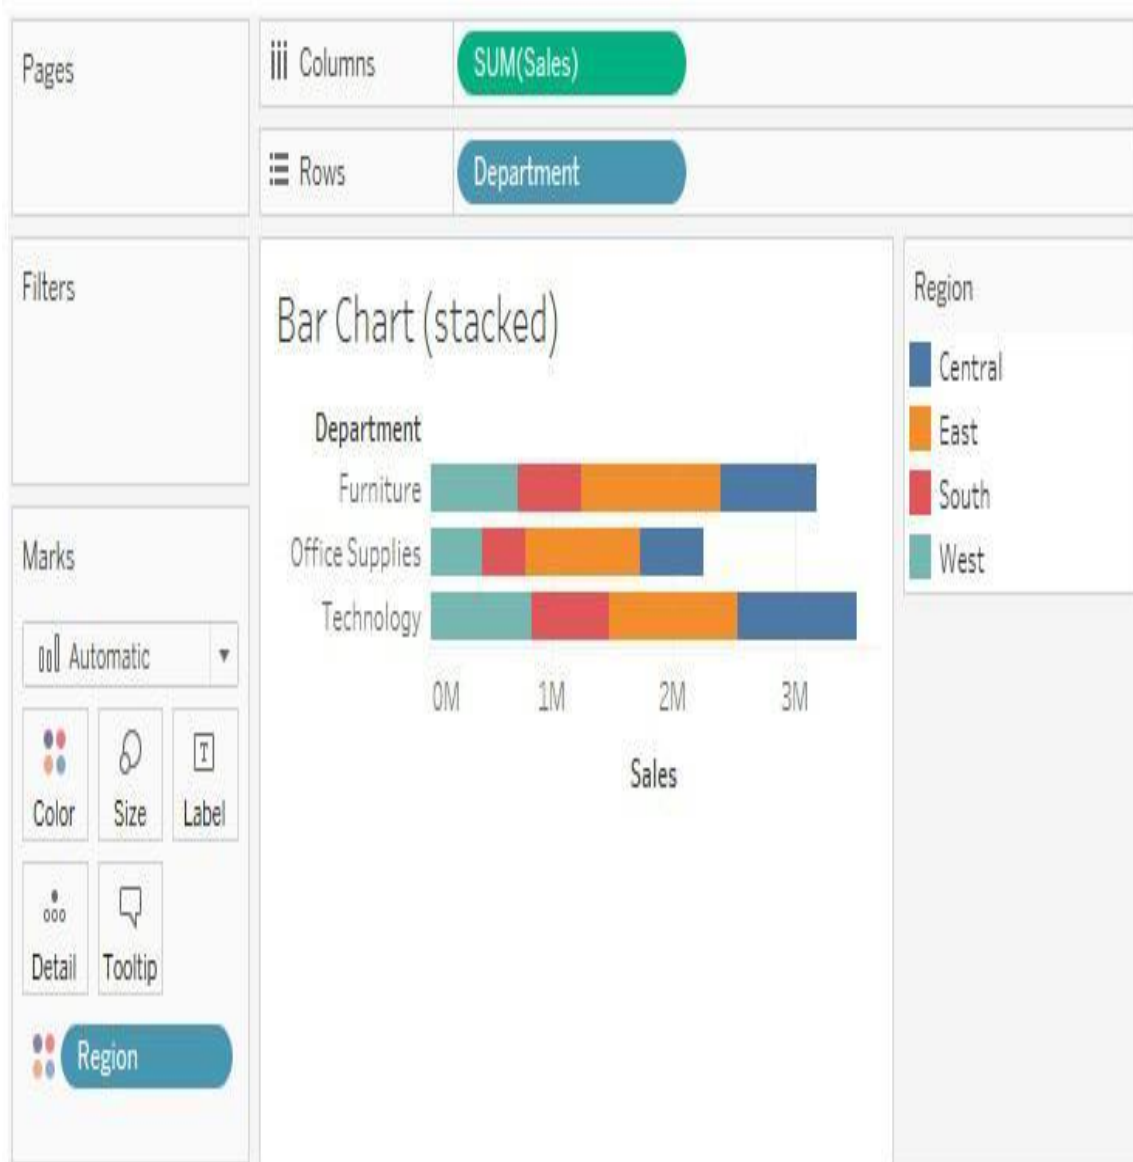 Pages
Columns SUM(Sales)
Rows Department
Filters
Marks
Automatic
Color Size T Label
Detail Tooltip
Region
Bar Chart (stacked)
Department
Furniture
Office Supplies
Technology
0M 1M 2M 3M
Sales
Region
Central
East
South
West